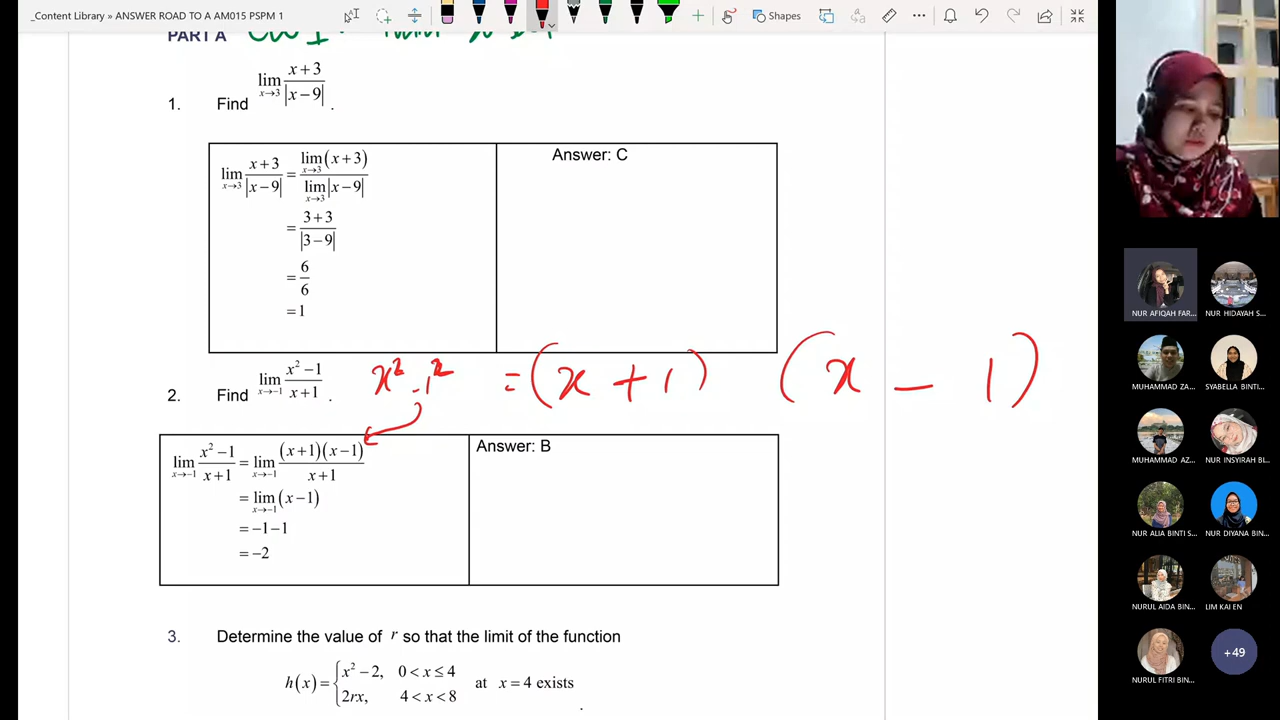 _Content Library » ANSWER ROAD TO A AM015 PSPM 1
Shapes
PART A
1. Find lim x→3 x+3 / |x−9| .
lim x→3 x+3 / |x−9| = lim x→3 (x+3) / lim x→3 |x−9|
= 3+3 / |3−9|
= 6/6
=1
Answer: C
2. Find lim x→−1 x²−1 / x+1 .
x² - 1² = (x + 1) (x − 1)
lim x→−1 x²−1 / x+1 = lim x→−1 (x+1)(x−1) / x+1
= lim x→−1 (x−1)
=−1−1
=−2
Answer: B
3. Determine the value of r so that the limit of the function
h(x)= { x²−2, 0<x≤4
2rx, 4<x<8
at x=4 exists
NUR AFIQAH FAR...
NUR HIDAYAH S...
MUHAMMAD ZA...
SYABELLA BINTI...
MUHAMMAD AZ...
NUR INSYIRAH BI...
NUR ALIA BINTI S...
NUR DIYANA BIN...
NURUL AIDA BIN...
LIM KAI EN
NURUL FITRI BIN...
+49